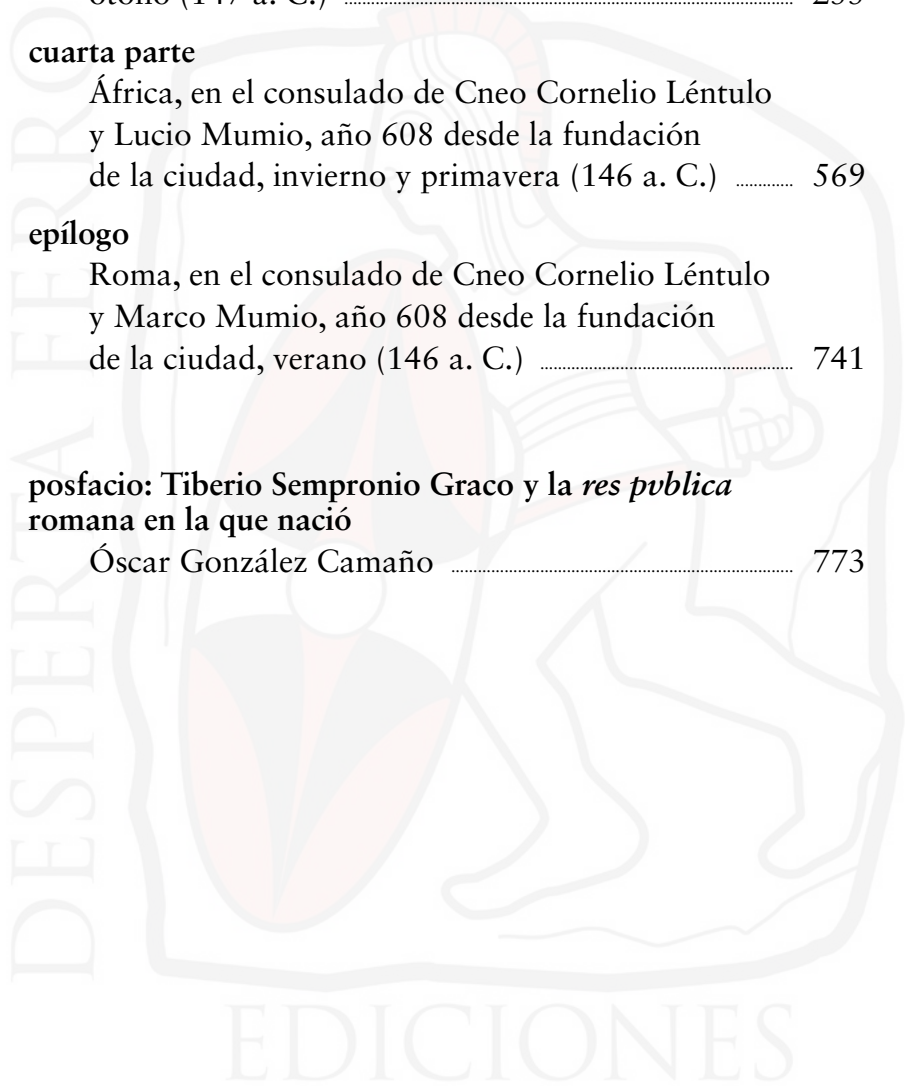 otoño (147 a. C.) ........ 255
cuarta parte
África, en el consulado de Cneo Cornelio Léntulo
y Lucio Mumio, año 608 desde la fundación
de la ciudad, invierno y primavera (146 a. C.) ........ 569
epílogo
Roma, en el consulado de Cneo Cornelio Léntulo
y Marco Mumio, año 608 desde la fundación
de la ciudad, verano (146 a. C.) ........ 741
posfacio: Tiberio Sempronio Graco y la res pvblica
romana en la que nació
Óscar González Camaño ........ 773
DESPERTA FERRO
EDICIONES